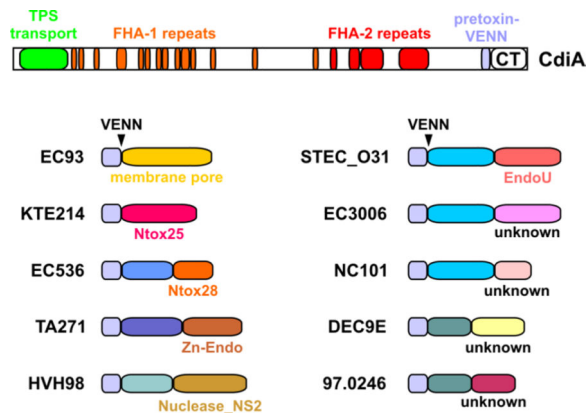 TPS
transport
FHA-1 repeats
FHA-2 repeats
pretoxin-
VENN
CT
CdiA
VENN
EC93
membrane pore
KTE214
Ntox25
EC536
Ntox28
TA271
Zn-Endo
HVH98
Nuclease_NS2
VENN
STEC_O31
EndoU
EC3006
unknown
NC101
unknown
DEC9E
unknown
97.0246
unknown